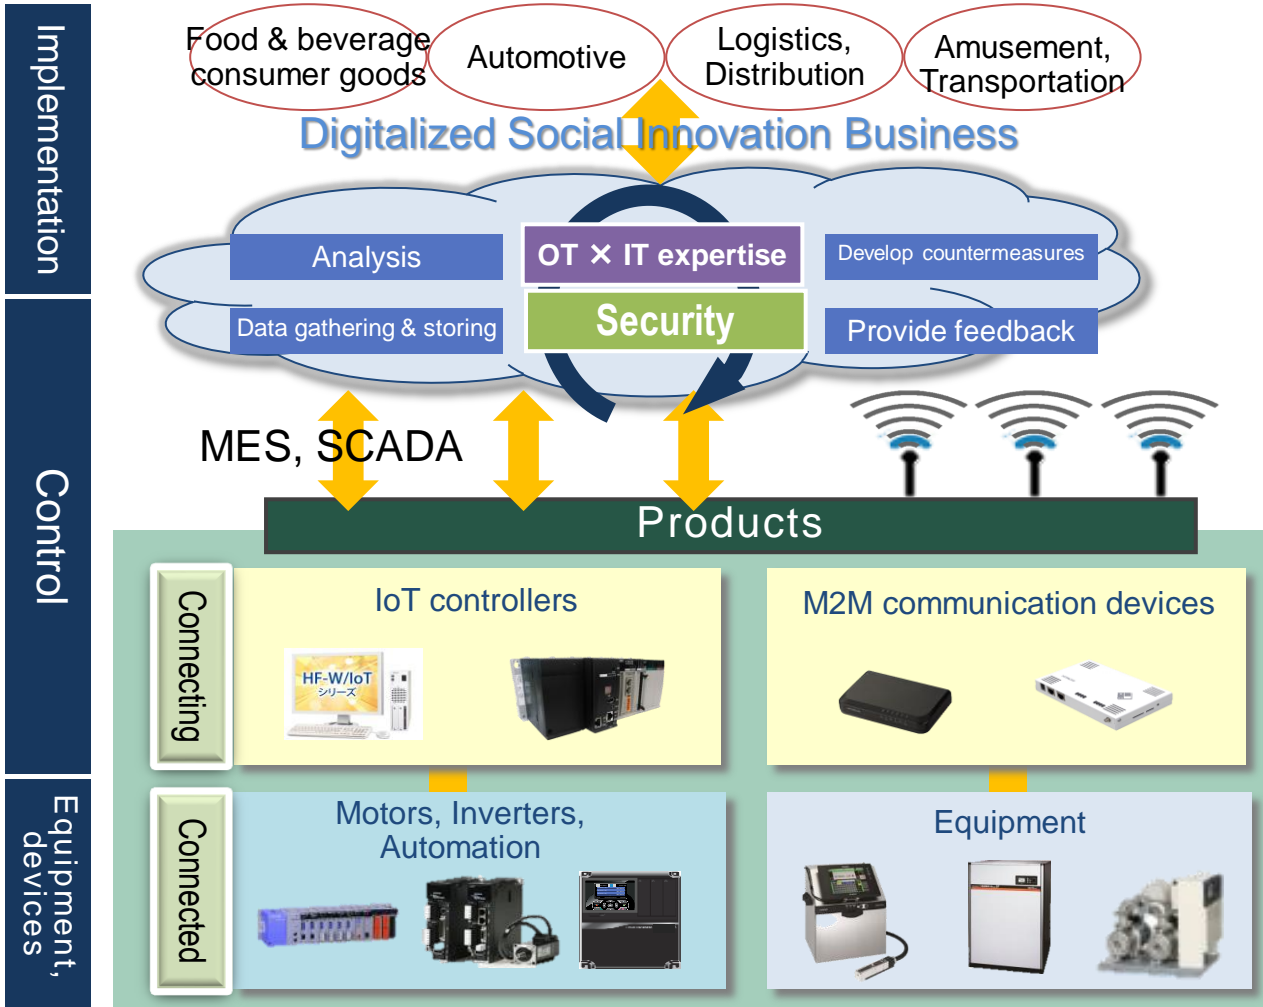 Implementation
Food & beverage
consumer goods
Automotive
Logistics,
Distribution
Amusement,
Transportation
Digitalized Social Innovation Business
Analysis
OT × IT expertise
Develop countermeasures
Data gathering & storing
Security
Provide feedback
Control
MES, SCADA
Products
Connecting
IoT controllers
HF-W/IoT
シリーズ
M2M communication devices
Equipment,
devices
Connected
Motors, Inverters,
Automation
Equipment